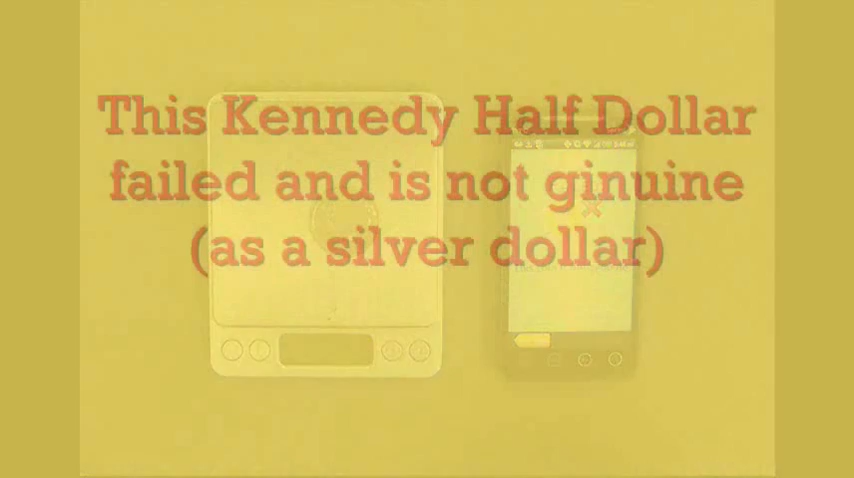 This Kennedy Half Dollar
failed and is not ginuine
(as a silver dollar)